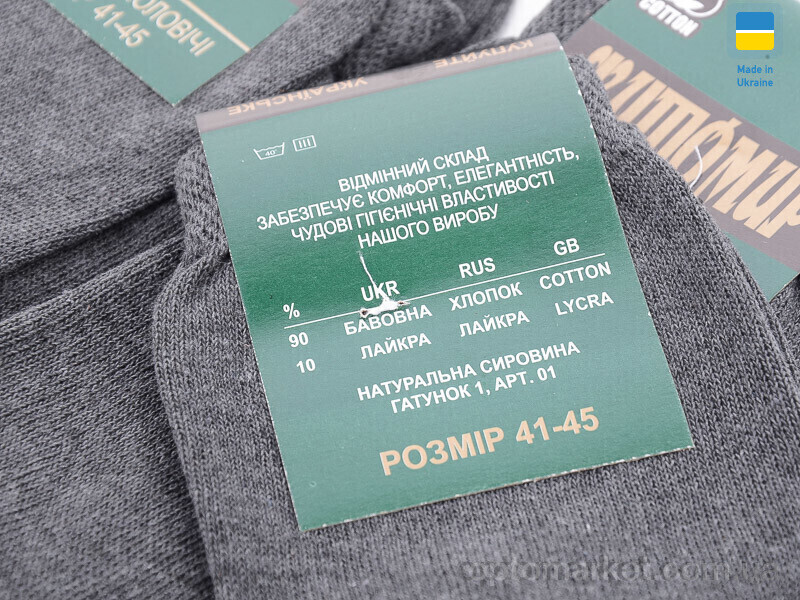 ЧОЛОВІЧІ
41-45
COTTON
Made in
Ukraine
ЖИТОМИР
КУПУЙТЕ
УКРАЇНСЬКЕ
40°
ВІДМІННИЙ СКЛАД
ЗАБЕЗПЕЧУЄ КОМФОРТ, ЕЛЕГАНТНІСТЬ,
ЧУДОВІ ГІГІЄНІЧНІ ВЛАСТИВОСТІ
НАШОГО ВИРОБУ
% UKR RUS GB
90 БАВОВНА ХЛОПОК COTTON
10 ЛАЙКРА ЛАЙКРА LYCRA
НАТУРАЛЬНА СИРОВИНА
ГАТУНОК 1, АРТ. 01
РОЗМІР 41-45
optomarket.com.ua